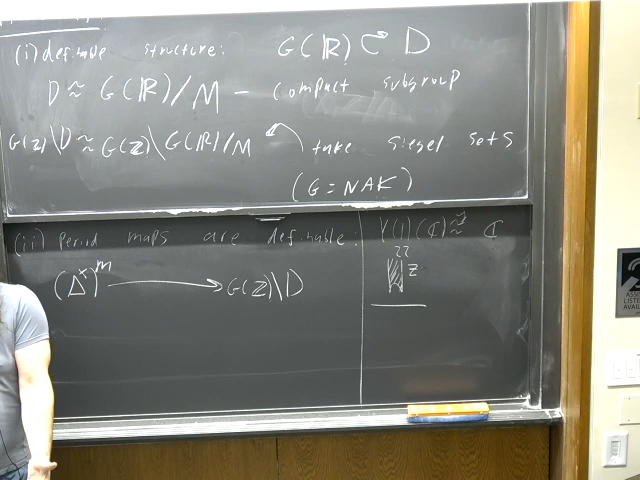 (i) definable structure: G(ℝ) ⊂ D
D ≈ G(ℝ)/M — compact subgroup
G(ℤ)\D ≈ G(ℤ)\G(ℝ)/M take siegel sets
(G = NAK)
(ii) Period maps are definable:
(Δ^×)^m ⟶ G(ℤ)\D
Y(1)(ℂ) ≈ ℂ